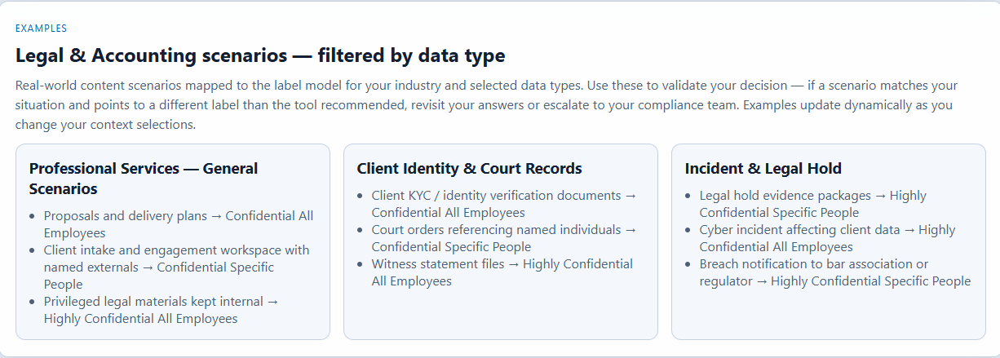 EXAMPLES
Legal & Accounting scenarios — filtered by data type
Real-world content scenarios mapped to the label model for your industry and selected data types. Use these to validate your decision — if a scenario matches your
situation and points to a different label than the tool recommended, revisit your answers or escalate to your compliance team. Examples update dynamically as you
change your context selections.
Professional Services — General
Scenarios
• Proposals and delivery plans → Confidential All
Employees
• Client intake and engagement workspace with
named externals → Confidential Specific
People
• Privileged legal materials kept internal →
Highly Confidential All Employees
Client Identity & Court Records
• Client KYC / identity verification documents →
Confidential All Employees
• Court orders referencing named individuals →
Confidential Specific People
• Witness statement files → Highly Confidential
All Employees
Incident & Legal Hold
• Legal hold evidence packages → Highly
Confidential Specific People
• Cyber incident affecting client data → Highly
Confidential All Employees
• Breach notification to bar association or
regulator → Highly Confidential Specific People